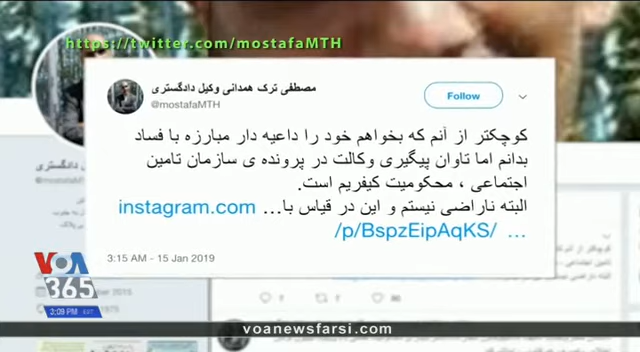 https://twitter.com/mostafaMTH
مصطفی ترک همدانی وکیل دادگستری
@mostafaMTH
Follow
کوچکتر از آنم که بخواهم خود را داعیه دار مبارزه با فساد
بدانم اما تاوان پیگیری وکالت در پرونده ی سازمان تامین
اجتماعی ، محکومیت کیفریم است.
البته ناراضی نیستم و این در قیاس با... instagram.com
/p/BspzEipAqKS/ ...
3:15 AM - 15 Jan 2019
VOA
365
3:09 PM
voanewsfarsi.com